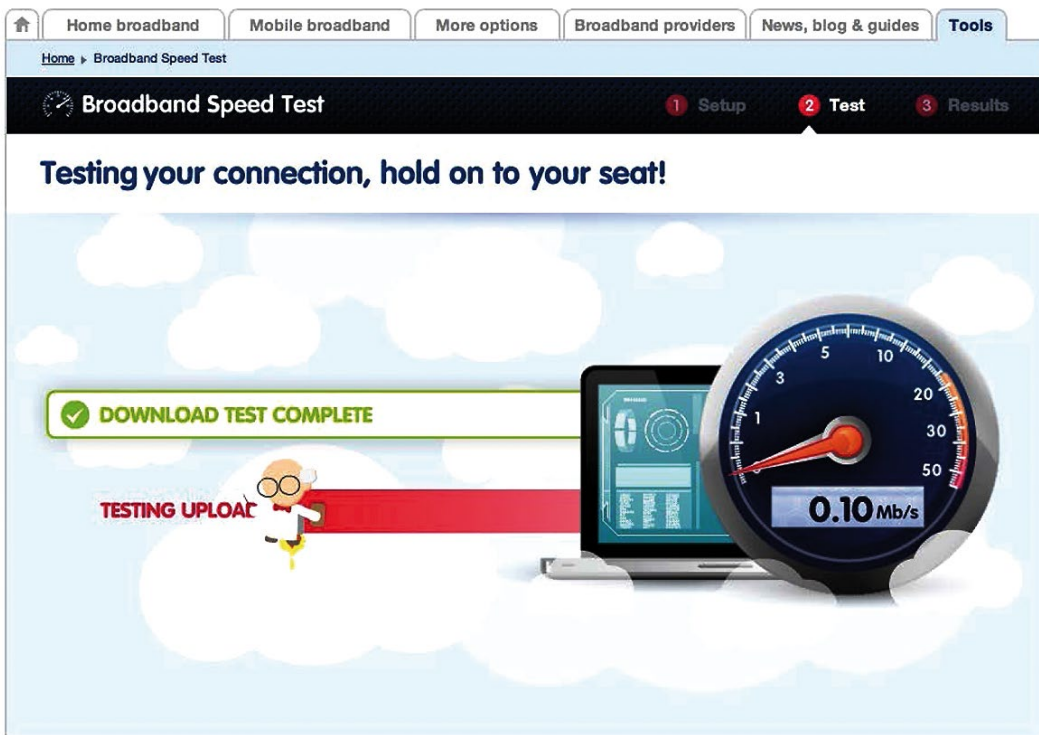 Home broadband
Mobile broadband
More options
Broadband providers
News, blog & guides
Tools
Home
Broadband Speed Test
Broadband Speed Test
1 Setup
2 Test
3 Results
Testing your connection, hold on to your seat!
DOWNLOAD TEST COMPLETE
TESTING UPLOA
1
3
5
10
20
30
50
0.10 Mb/s